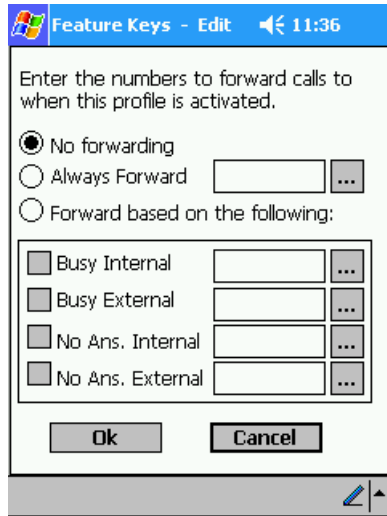 Feature Keys - Edit 11:36
Enter the numbers to forward calls to
when this profile is activated.
No forwarding
Always Forward ...
Forward based on the following:
Busy Internal ...
Busy External ...
No Ans. Internal ...
No Ans. External ...
Ok Cancel